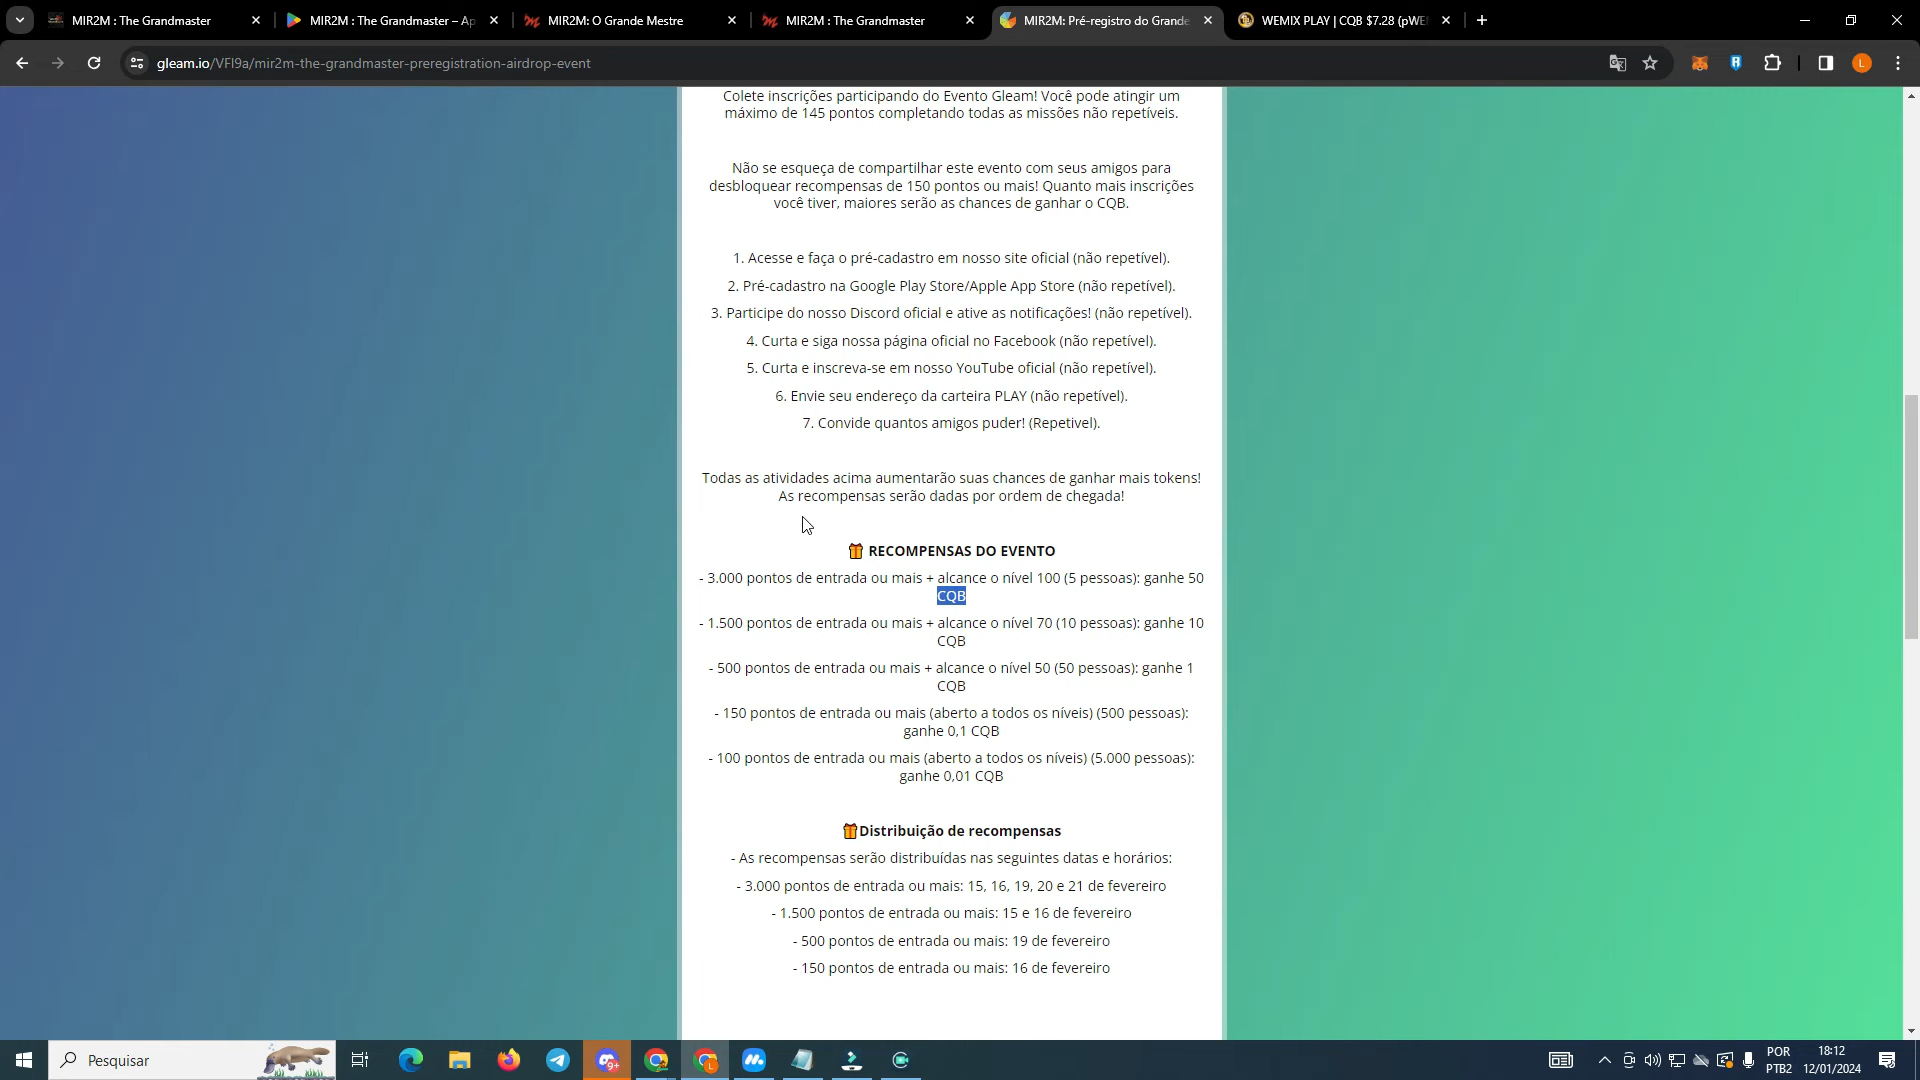 MIR2M : The Grandmaster
MIR2M : The Grandmaster – Ap
MIR2M: O Grande Mestre
MIR2M : The Grandmaster
MIR2M: Pré-registro do Grande
WEMIX PLAY | CQB $7.28 (pWE
gleam.io/VFI9a/mir2m-the-grandmaster-preregistration-airdrop-event
L
Colete inscrições participando do Evento Gleam! Você pode atingir um
máximo de 145 pontos completando todas as missões não repetíveis.
Não se esqueça de compartilhar este evento com seus amigos para
desbloquear recompensas de 150 pontos ou mais! Quanto mais inscrições
você tiver, maiores serão as chances de ganhar o CQB.
1. Acesse e faça o pré-cadastro em nosso site oficial (não repetível).
2. Pré-cadastro na Google Play Store/Apple App Store (não repetível).
3. Participe do nosso Discord oficial e ative as notificações! (não repetível).
4. Curta e siga nossa página oficial no Facebook (não repetível).
5. Curta e inscreva-se em nosso YouTube oficial (não repetível).
6. Envie seu endereço da carteira PLAY (não repetível).
7. Convide quantos amigos puder! (Repetivel).
Todas as atividades acima aumentarão suas chances de ganhar mais tokens!
As recompensas serão dadas por ordem de chegada!
RECOMPENSAS DO EVENTO
- 3.000 pontos de entrada ou mais + alcance o nível 100 (5 pessoas): ganhe 50
CQB
- 1.500 pontos de entrada ou mais + alcance o nível 70 (10 pessoas): ganhe 10
CQB
- 500 pontos de entrada ou mais + alcance o nível 50 (50 pessoas): ganhe 1
CQB
- 150 pontos de entrada ou mais (aberto a todos os níveis) (500 pessoas):
ganhe 0,1 CQB
- 100 pontos de entrada ou mais (aberto a todos os níveis) (5.000 pessoas):
ganhe 0,01 CQB
Distribuição de recompensas
- As recompensas serão distribuídas nas seguintes datas e horários:
- 3.000 pontos de entrada ou mais: 15, 16, 19, 20 e 21 de fevereiro
- 1.500 pontos de entrada ou mais: 15 e 16 de fevereiro
- 500 pontos de entrada ou mais: 19 de fevereiro
- 150 pontos de entrada ou mais: 16 de fevereiro
Pesquisar
9+
POR
PTB2
18:12
12/01/2024